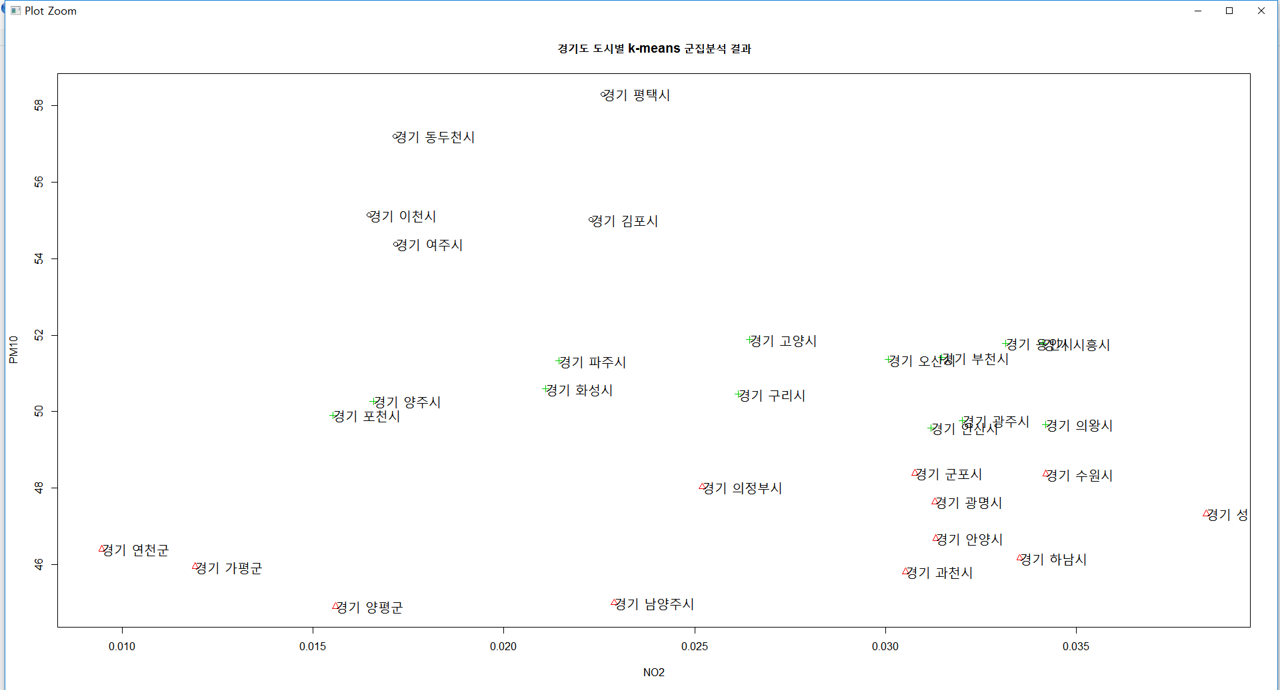 Plot Zoom
경기도 도시별 k-means 군집분석 결과
58
경기 평택시
경기 동두천시
56
경기 이천시
경기 김포시
경기 여주시
54
52
경기 고양시
경기 용인시
경기 시흥시
PM10
경기 파주시
경기 오산시
경기 부천시
경기 화성시
경기 구리시
경기 양주시
50
경기 포천시
경기 광주시
경기 의왕시
경기 안산시
48
경기 군포시
경기 수원시
경기 의정부시
경기 광명시
경기 성
경기 안양시
경기 연천군
경기 하남시
46
경기 가평군
경기 과천시
경기 양평군
경기 남양주시
0.010 0.015 0.020 0.025 0.030 0.035
NO2